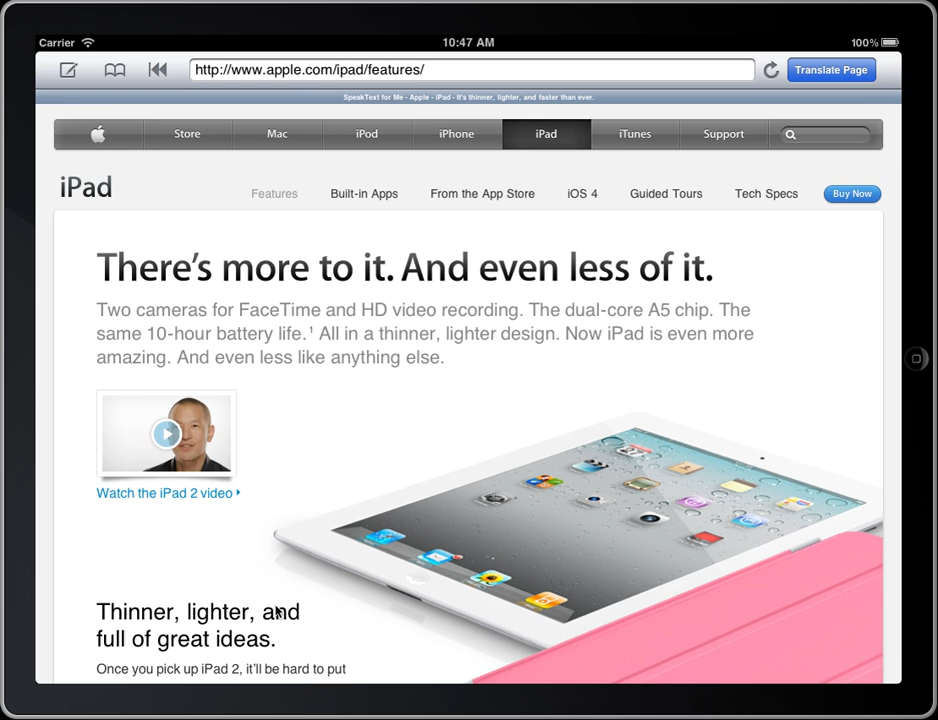 Carrier
10:47 AM
100%
http://www.apple.com/ipad/features/
Translate Page
SpeakText for Me - Apple - iPad - It's thinner, lighter, and faster than ever.
Store
Mac
iPod
iPhone
iPad
iTunes
Support
iPad
Features
Built-in Apps
From the App Store
iOS 4
Guided Tours
Tech Specs
Buy Now
There's more to it. And even less of it.
Two cameras for FaceTime and HD video recording. The dual-core A5 chip. The
same 10-hour battery life.¹ All in a thinner, lighter design. Now iPad is even more
amazing. And even less like anything else.
Watch the iPad 2 video
Thinner, lighter, and
full of great ideas.
Once you pick up iPad 2, it'll be hard to put